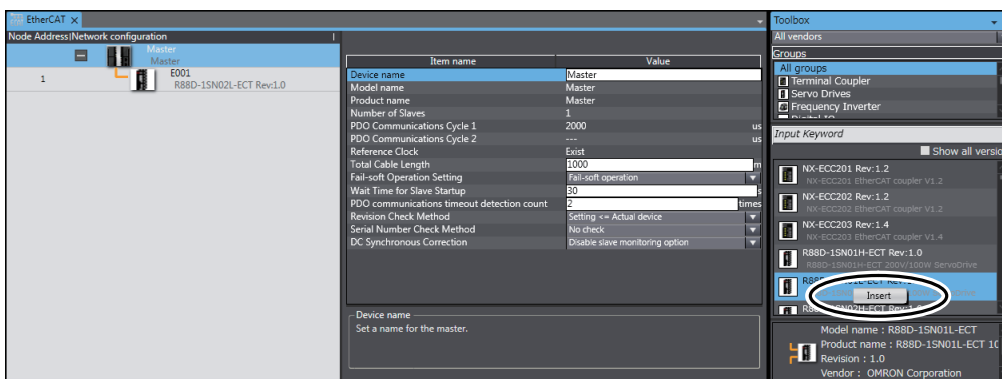 EtherCAT ×
Node Address|Network configuration
Master
Master
1
E001
R88D-1SN02L-ECT Rev:1.0
Item name Value
Device name Master
Model name Master
Product name Master
Number of Slaves 1
PDO Communications Cycle 1 2000 us
PDO Communications Cycle 2 --- us
Reference Clock Exist
Total Cable Length 1000 m
Fail-soft Operation Setting Fail-soft operation
Wait Time for Slave Startup 30 s
PDO communications timeout detection count 2 times
Revision Check Method Setting <= Actual device
Serial Number Check Method No check
DC Synchronous Correction Disable slave monitoring option
Device name
Set a name for the master.
Toolbox
All vendors
Groups
All groups
Terminal Coupler
Servo Drives
Frequency Inverter
Digital IO
Input Keyword
Show all versio
NX-ECC201 Rev:1.2
NX-ECC201 EtherCAT coupler V1.2
NX-ECC202 Rev:1.2
NX-ECC202 EtherCAT coupler V1.2
NX-ECC203 Rev:1.4
NX-ECC203 EtherCAT coupler V1.4
R88D-1SN01H-ECT Rev:1.0
R88D-1SN01H-ECT 200V/100W ServoDrive
Insert
Model name : R88D-1SN01L-ECT
Product name : R88D-1SN01L-ECT 10
Revision : 1.0
Vendor : OMRON Corporation